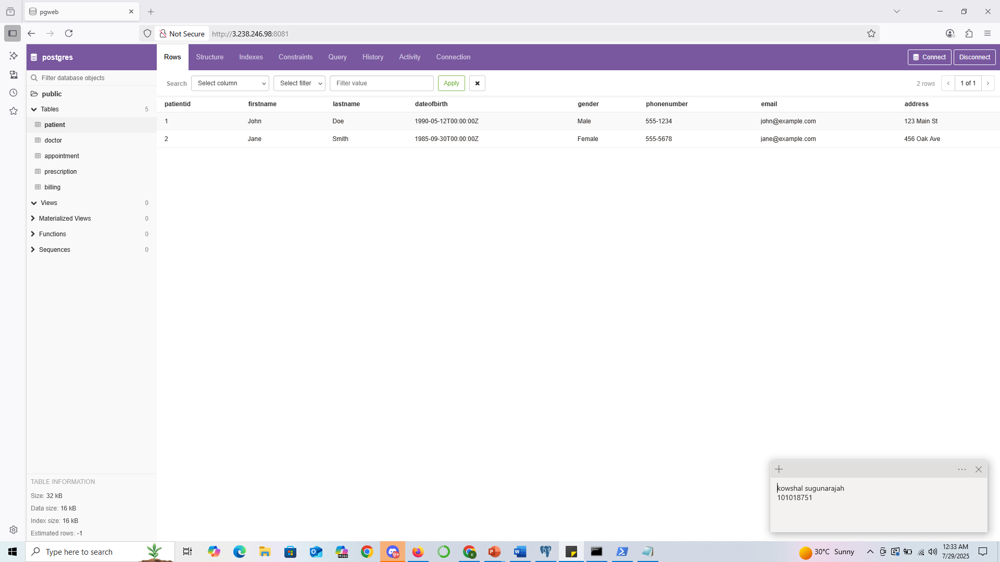 pgweb
Not Secure http://3.238.246.98:8081
postgres
Rows Structure Indexes Constraints Query History Activity Connection
Connect Disconnect
Filter database objects
Search Select column Select filter Filter value Apply
2 rows 1 of 1
public
Tables 5
patient
doctor
appointment
prescription
billing
Views 0
Materialized Views 0
Functions 0
Sequences 0
patientid firstname lastname dateofbirth gender phonenumber email address
1 John Doe 1990-05-12T00:00:00Z Male 555-1234 john@example.com 123 Main St
2 Jane Smith 1985-09-30T00:00:00Z Female 555-5678 jane@example.com 456 Oak Ave
TABLE INFORMATION
Size: 32 kB
Data size: 16 kB
Index size: 16 kB
Estimated rows: -1
kowshal sugunarajah
101018751
Type here to search
M365
9+
K
P
W
30°C Sunny
12:33 AM
7/29/2025